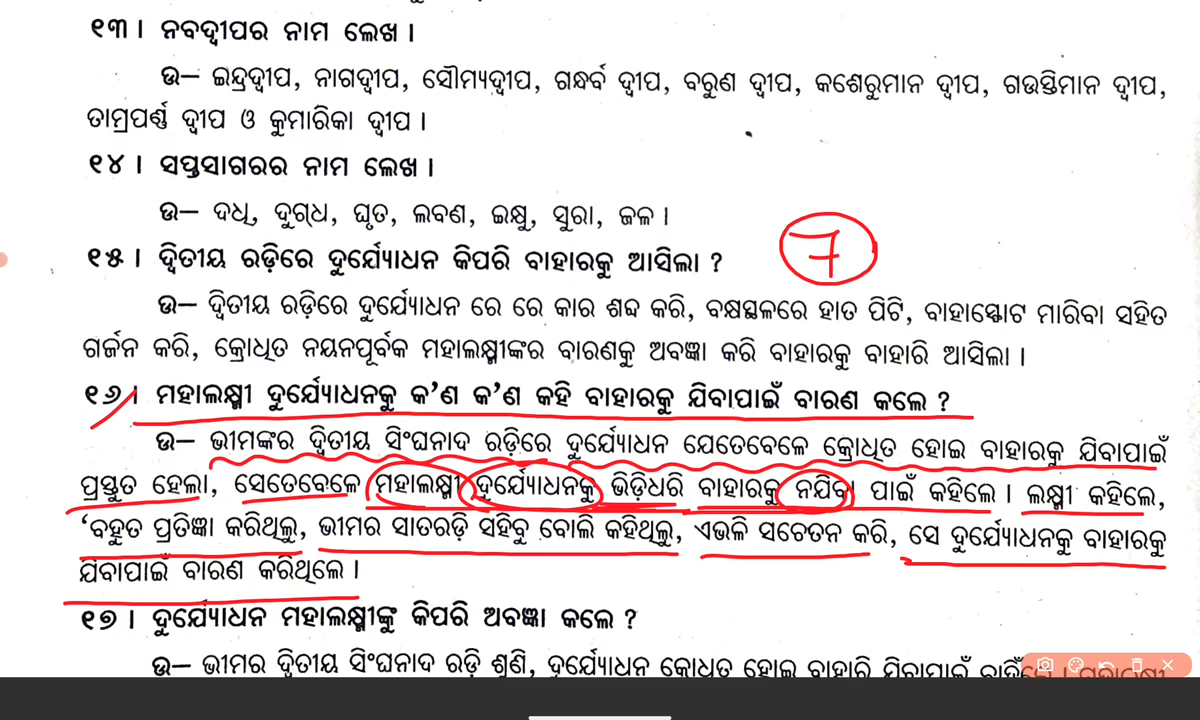 ୧୩। ନବଦ୍ୱୀପର ନାମ ଲେଖ।
ଉ– ଇନ୍ଦ୍ରଦ୍ୱୀପ, ନାଗଦ୍ୱୀପ, ସୌମ୍ୟଦ୍ୱୀପ, ଗନ୍ଧର୍ବ ଦ୍ୱୀପ, ବରୁଣ ଦ୍ୱୀପ, କଶେରୁମାନ ଦ୍ୱୀପ, ଗଉସ୍ତିମାନ ଦ୍ୱୀପ,
ତାମ୍ରପର୍ଣ୍ଣ ଦ୍ୱୀପ ଓ କୁମାରିକା ଦ୍ୱୀପ।
୧୪। ସପ୍ତସାଗରର ନାମ ଲେଖ।
ଉ– ଦଧି, ଦୁଗ୍‌ଧ, ଘୃତ, ଲବଣ, ଇକ୍ଷୁ, ସୁରା, ଜଳ।
7
୧୫। ଦ୍ୱିତୀୟ ରଡ଼ିରେ ଦୁର୍ଯ୍ୟୋଧନ କିପରି ବାହାରକୁ ଆସିଲା ?
ଉ– ଦ୍ୱିତୀୟ ରଡ଼ିରେ ଦୁର୍ଯ୍ୟୋଧନ ରେ ରେ କାର ଶବ୍ଦ କରି, ବକ୍ଷସ୍ଥଳରେ ହାତ ପିଟି, ବାହାସ୍ଫୋଟ ମାରିବା ସହିତ
ଗର୍ଜନ କରି, କ୍ରୋଧିତ ନୟନପୂର୍ବକ ମହାଲକ୍ଷ୍ମୀଙ୍କର ବାରଣକୁ ଅବଜ୍ଞା କରି ବାହାରକୁ ବାହାରି ଆସିଲା।
୧୬। ମହାଲକ୍ଷ୍ମୀ ଦୁର୍ଯ୍ୟୋଧନକୁ କ'ଣ କ'ଣ କହି ବାହାରକୁ ଯିବାପାଇଁ ବାରଣ କଲେ ?
ଉ– ଭୀମଙ୍କର ଦ୍ୱିତୀୟ ସିଂଘନାଦ ରଡ଼ିରେ ଦୁର୍ଯ୍ୟୋଧନ ଯେତେବେଳେ କ୍ରୋଧିତ ହୋଇ ବାହାରକୁ ଯିବାପାଇଁ
ପ୍ରସ୍ତୁତ ହେଲା, ସେତେବେଳେ ମହାଲକ୍ଷ୍ମୀ ଦୁର୍ଯ୍ୟୋଧନକୁ ଭିଡ଼ିଧରି ବାହାରକୁ ନଯିବା ପାଇଁ କହିଲେ। ଲକ୍ଷ୍ମୀ କହିଲେ,
'ବହୁତ ପ୍ରତିଜ୍ଞା କରିଥିଲୁ, ଭୀମର ସାତରଡ଼ି ସହିବୁ ବୋଲି କହିଥିଲୁ, ଏଭଳି ସଚେତନ କରି, ସେ ଦୁର୍ଯ୍ୟୋଧନକୁ ବାହାରକୁ
ଯିବାପାଇଁ ବାରଣ କରିଥିଲେ।
୧୭। ଦୁର୍ଯ୍ୟୋଧନ ମହାଲକ୍ଷ୍ମୀଙ୍କୁ କିପରି ଅବଜ୍ଞା କଲେ ?
ଉ– ଭୀମର ଦ୍ୱିତୀୟ ସିଂଘନାଦ ରଡ଼ି ଶୁଣି, ଦୁର୍ଯ୍ୟୋଧନ କ୍ରୋଧିତ ହୋଇ ବାହାରି ଯିବାପାଇଁ